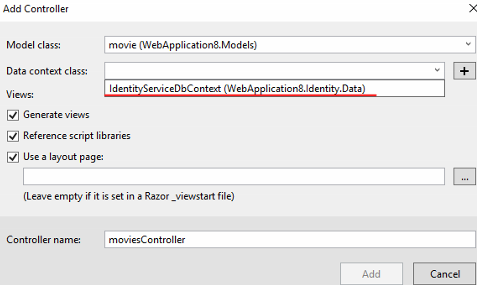 Add Controller
Model class:
movie (WebApplication8.Models)
Data context class:
+
IdentityServiceDbContext (WebApplication8.Identity.Data)
Views:
Generate views
Reference script libraries
Use a layout page:
...
(Leave empty if it is set in a Razor _viewstart file)
Controller name:
moviesController
Add
Cancel